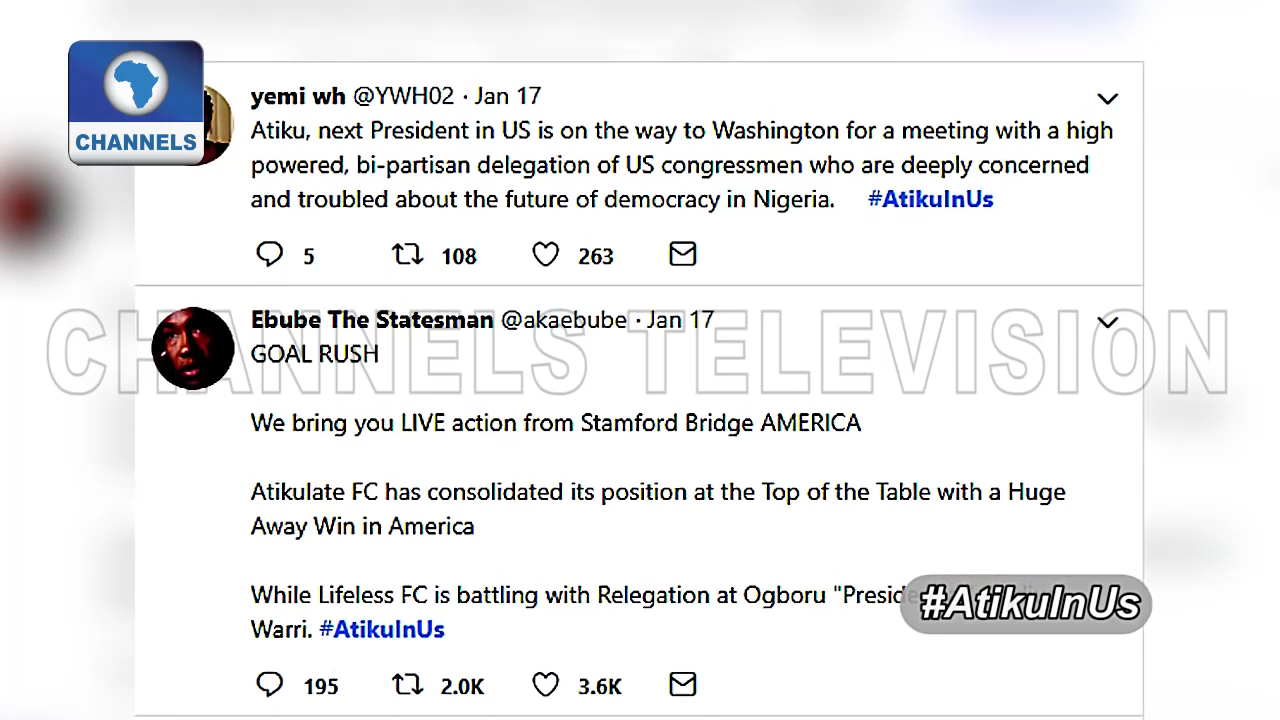 CHANNELS
yemi wh @YWH02 · Jan 17
Atiku, next President in US is on the way to Washington for a meeting with a high
powered, bi-partisan delegation of US congressmen who are deeply concerned
and troubled about the future of democracy in Nigeria. #AtikuInUs
5 108 263
Ebube The Statesman @akaebube · Jan 17
GOAL RUSH
CHANNELS TELEVISION
We bring you LIVE action from Stamford Bridge AMERICA
Atikulate FC has consolidated its position at the Top of the Table with a Huge
Away Win in America
While Lifeless FC is battling with Relegation at Ogboru
#AtikuInUs
Warri. #AtikuInUs
195 2.0K 3.6K